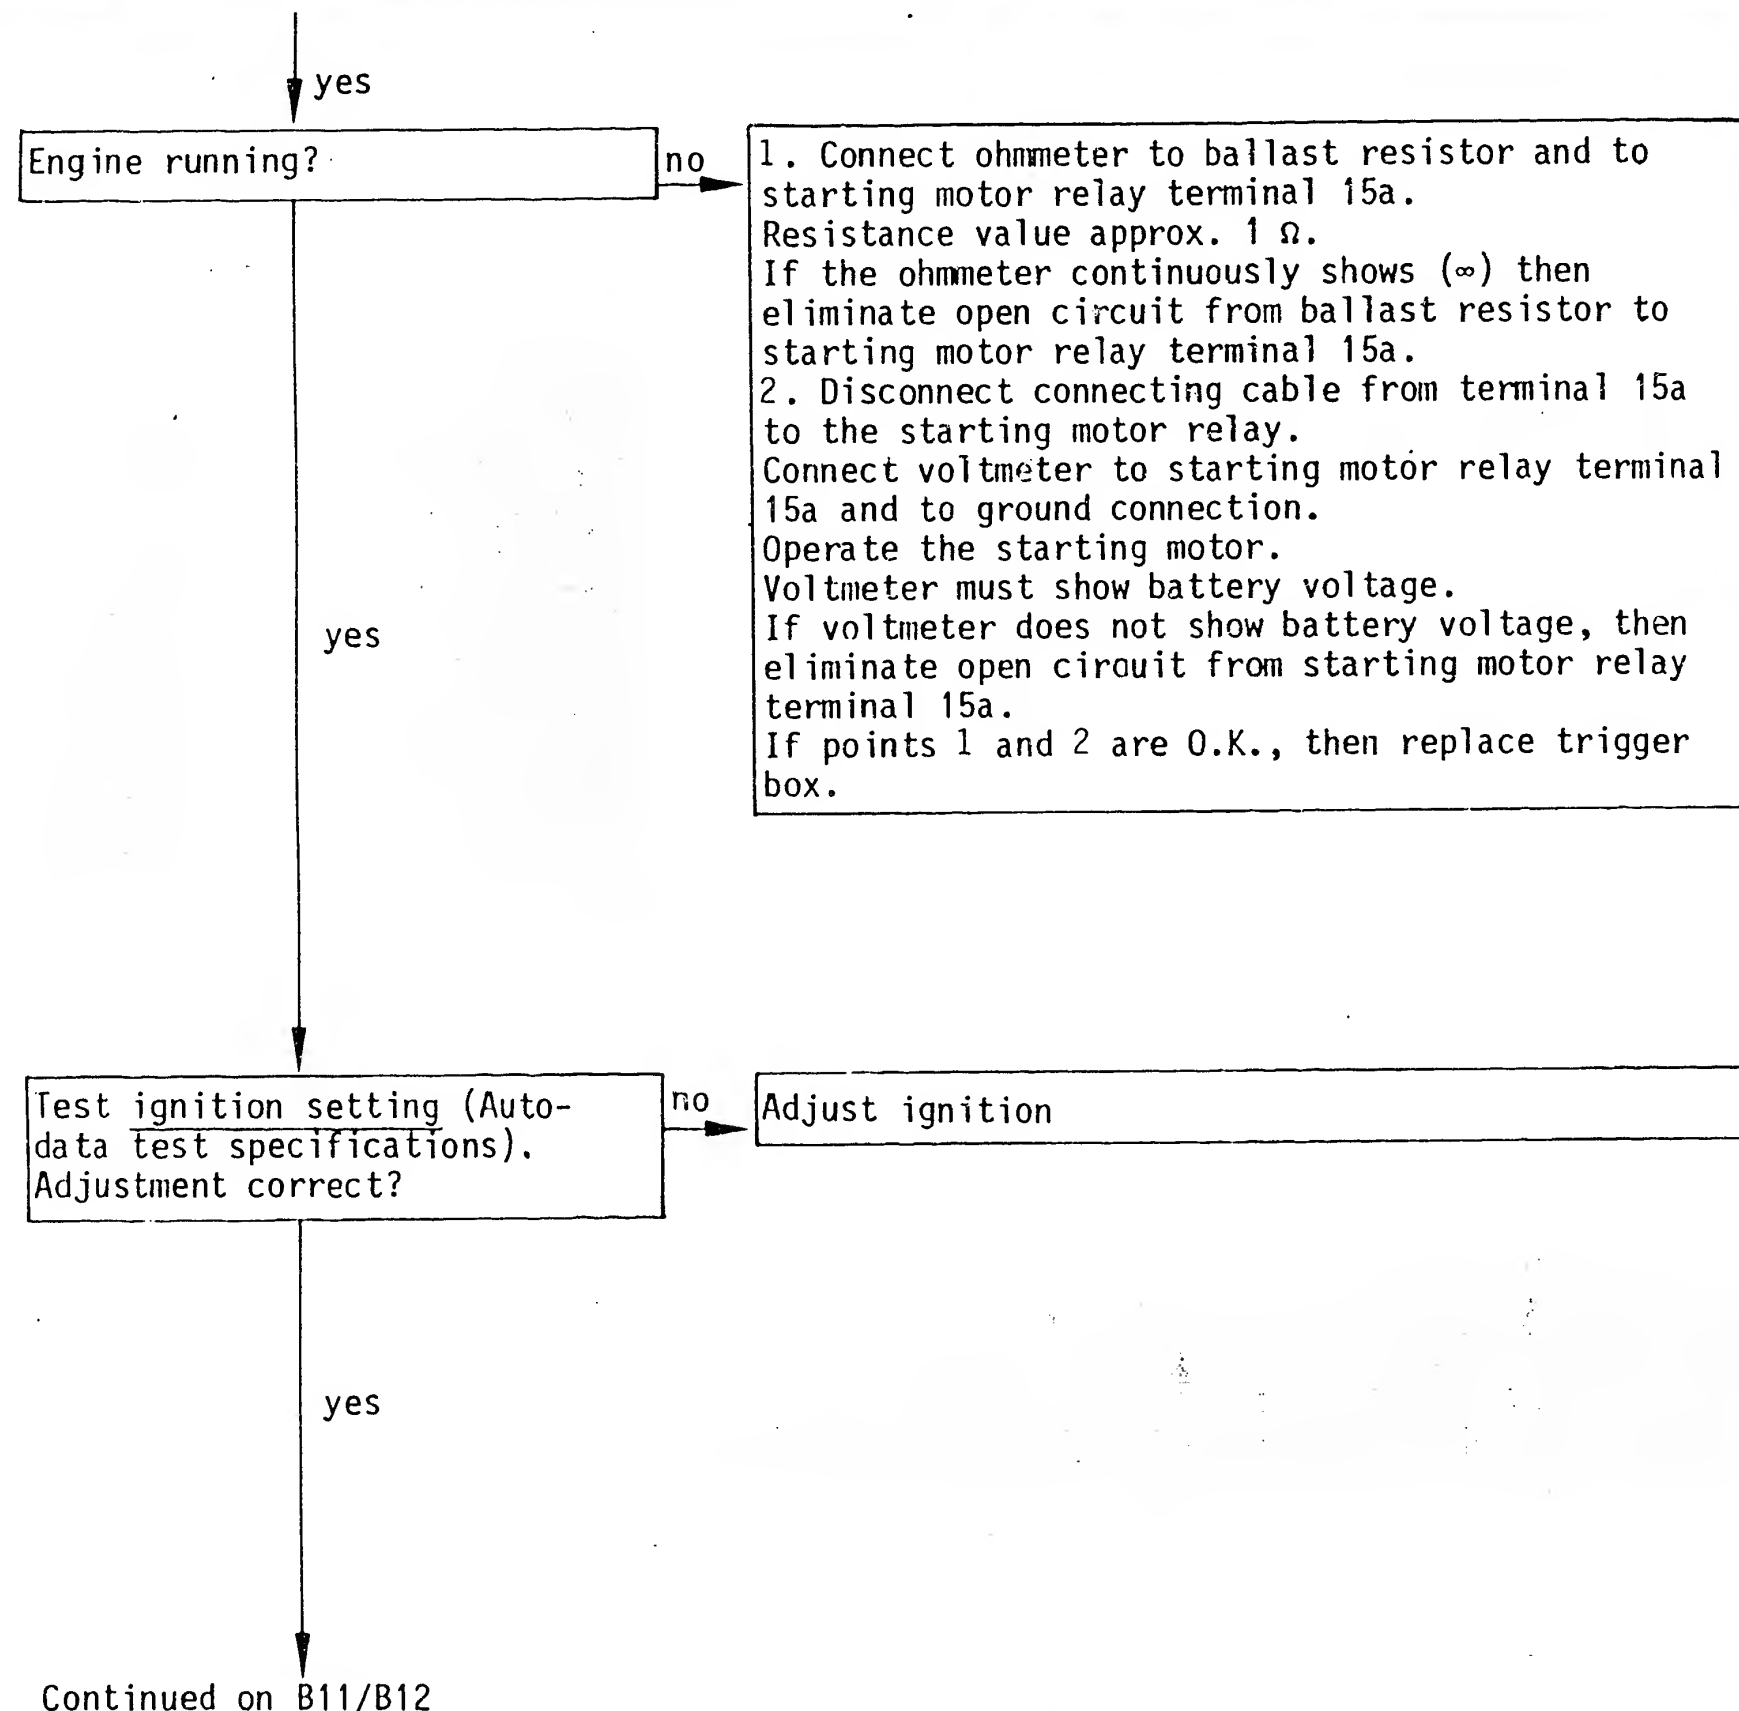 yes
Engine running?
no
1. Connect ohmmeter to ballast resistor and to
starting motor relay terminal 15a.
Resistance value approx. 1 Ω.
If the ohmmeter continuously shows (∞) then
eliminate open circuit from ballast resistor to
starting motor relay terminal 15a.
2. Disconnect connecting cable from terminal 15a
to the starting motor relay.
Connect voltmeter to starting motor relay terminal
15a and to ground connection.
Operate the starting motor.
Voltmeter must show battery voltage.
If voltmeter does not show battery voltage, then
eliminate open circuit from starting motor relay
terminal 15a.
If points 1 and 2 are O.K., then replace trigger
box.
yes
Test ignition setting (Auto-
data test specifications).
Adjustment correct?
no
Adjust ignition
yes
Continued on B11/B12